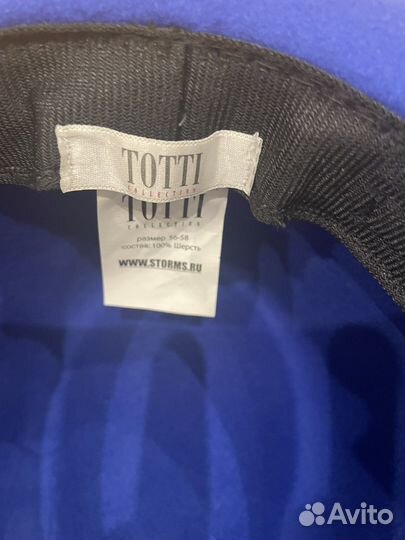 TOTTI
COLLECTION
TOTTI
COLLECTION
размер 56-58
состав: 100% Шерсть
WWW.STORMS.RU
Avito